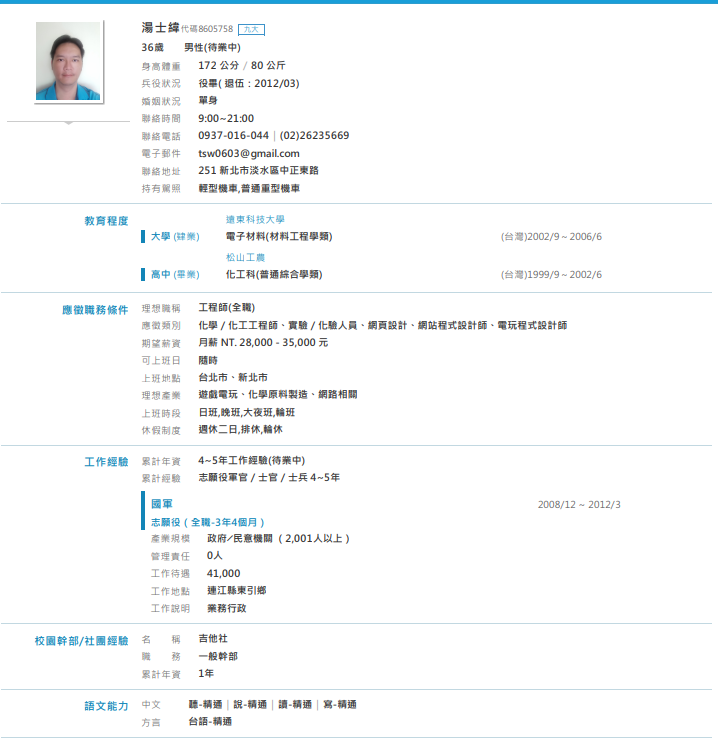 湯士緯 代碼8605758 九大
36歲 男性(待業中)
身高體重 172 公分 / 80 公斤
兵役狀況 役畢( 退伍：2012/03)
婚姻狀況 單身
聯絡時間 9:00~21:00
聯絡電話 0937-016-044 | (02)26235669
電子郵件 tsw0603@gmail.com
聯絡地址 251 新北市淡水區中正東路
持有駕照 輕型機車,普通重型機車
教育程度 遠東科技大學
大學 (肄業) 電子材料(材料工程學類) (台灣)2002/9 ~ 2006/6
松山工農
高中 (畢業) 化工科(普通綜合學類) (台灣)1999/9 ~ 2002/6
應徵職務條件 理想職稱 工程師(全職)
應徵類別 化學 / 化工工程師、實驗 / 化驗人員、網頁設計、網站程式設計師、電玩程式設計師
期望薪資 月薪 NT. 28,000 - 35,000 元
可上班日 隨時
上班地點 台北市、新北市
理想產業 遊戲電玩、化學原料製造、網路相關
上班時段 日班,晚班,大夜班,輪班
休假制度 週休二日,排休,輪休
工作經驗 累計年資 4~5年工作經驗(待業中)
累計經驗 志願役軍官 / 士官 / 士兵 4~5年
國軍 2008/12 ~ 2012/3
志願役 ( 全職-3年4個月 )
產業規模 政府/民意機關 ( 2,001人以上 )
管理責任 0人
工作待遇 41,000
工作地點 連江縣東引鄉
工作說明 業務行政
校園幹部/社團經驗 名 稱 吉他社
職 務 一般幹部
累計年資 1年
語文能力 中文 聽-精通 | 說-精通 | 讀-精通 | 寫-精通
方言 台語-精通